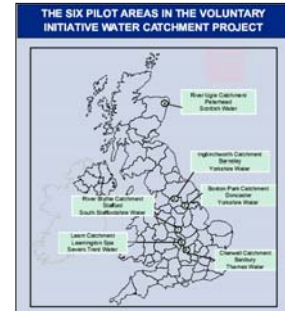 THE SIX PILOT AREAS IN THE VOLUNTARY
INITIATIVE WATER CATCHMENT PROJECT
River Ugie Catchment
Peterhead
Scottish Water
Ingbirchworth Catchment
Barnsley
Yorkshire Water
Boston Park Catchment
Doncaster
Yorkshire Water
River Blythe Catchment
Stafford
South Staffordshire Water
Leam Catchment
Leamington Spa
Severn Trent Water
Cherwell Catchment
Banbury
Thames Water